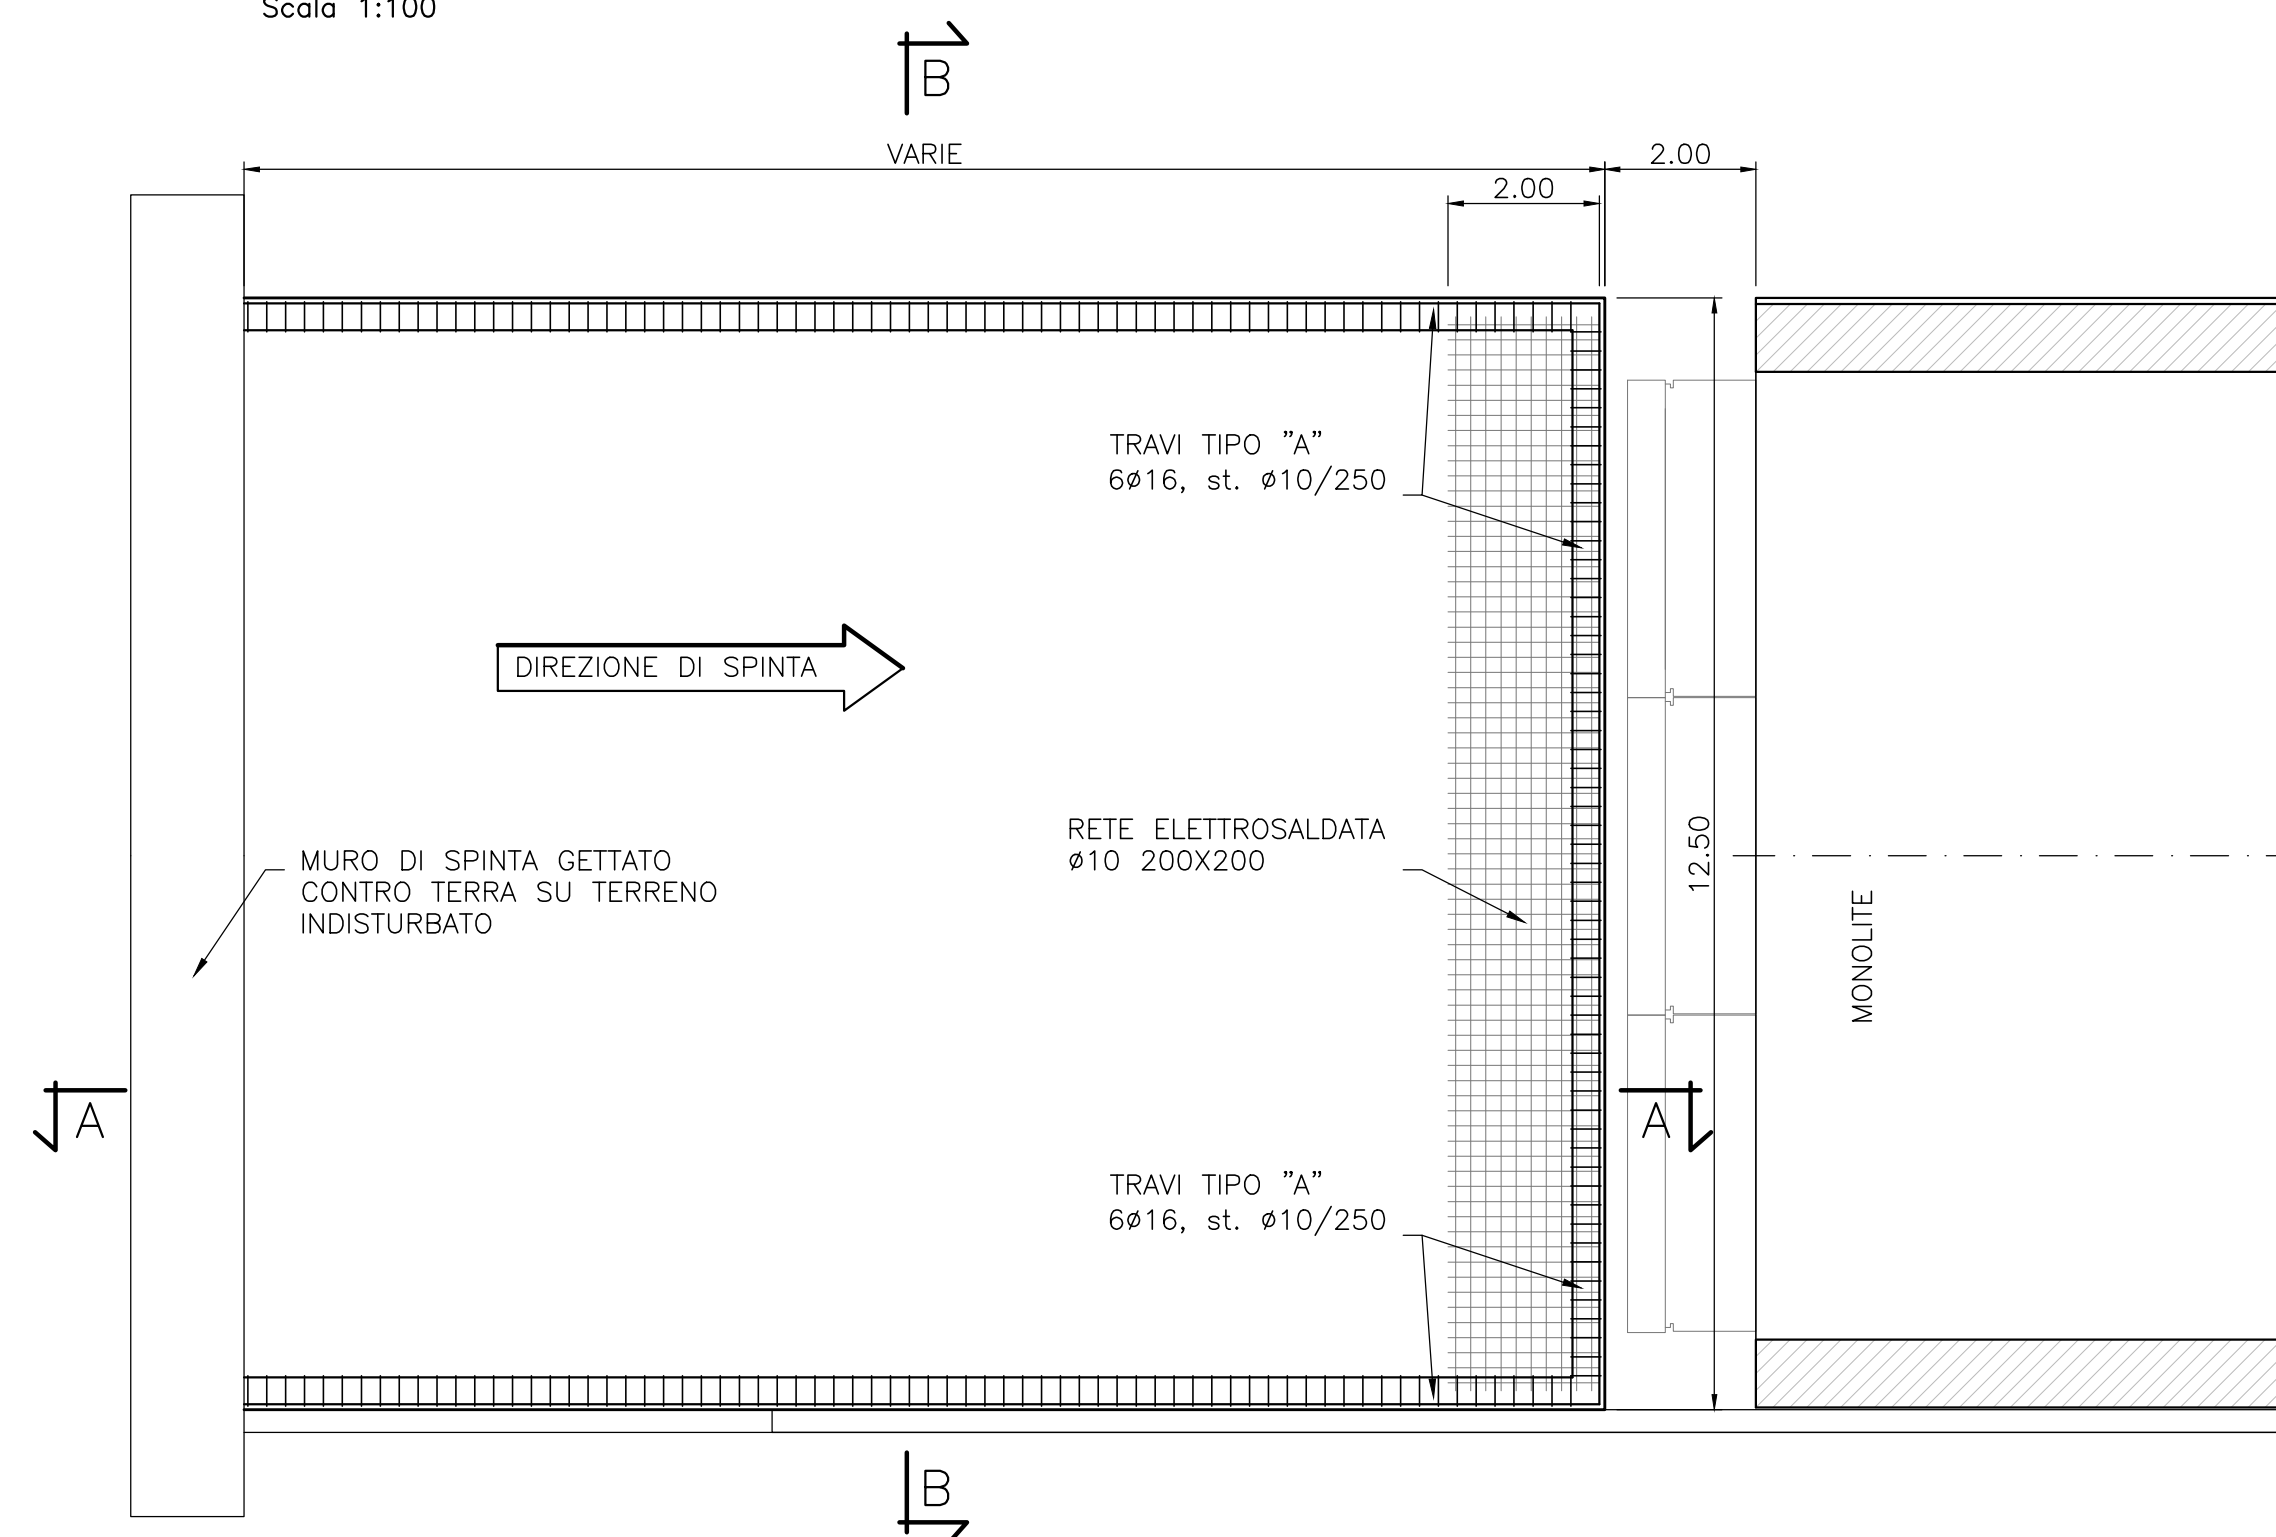 Scala 1:100
B
VARIE
2.00
2.00
TRAVI TIPO "A"
6ø16, st. ø10/250
DIREZIONE DI SPINTA
RETE ELETTROSALDATA
ø10 200X200
MURO DI SPINTA GETTATO
CONTRO TERRA SU TERRENO
INDISTURBATO
12.50
MONOLITE
A
A
TRAVI TIPO "A"
6ø16, st. ø10/250
B